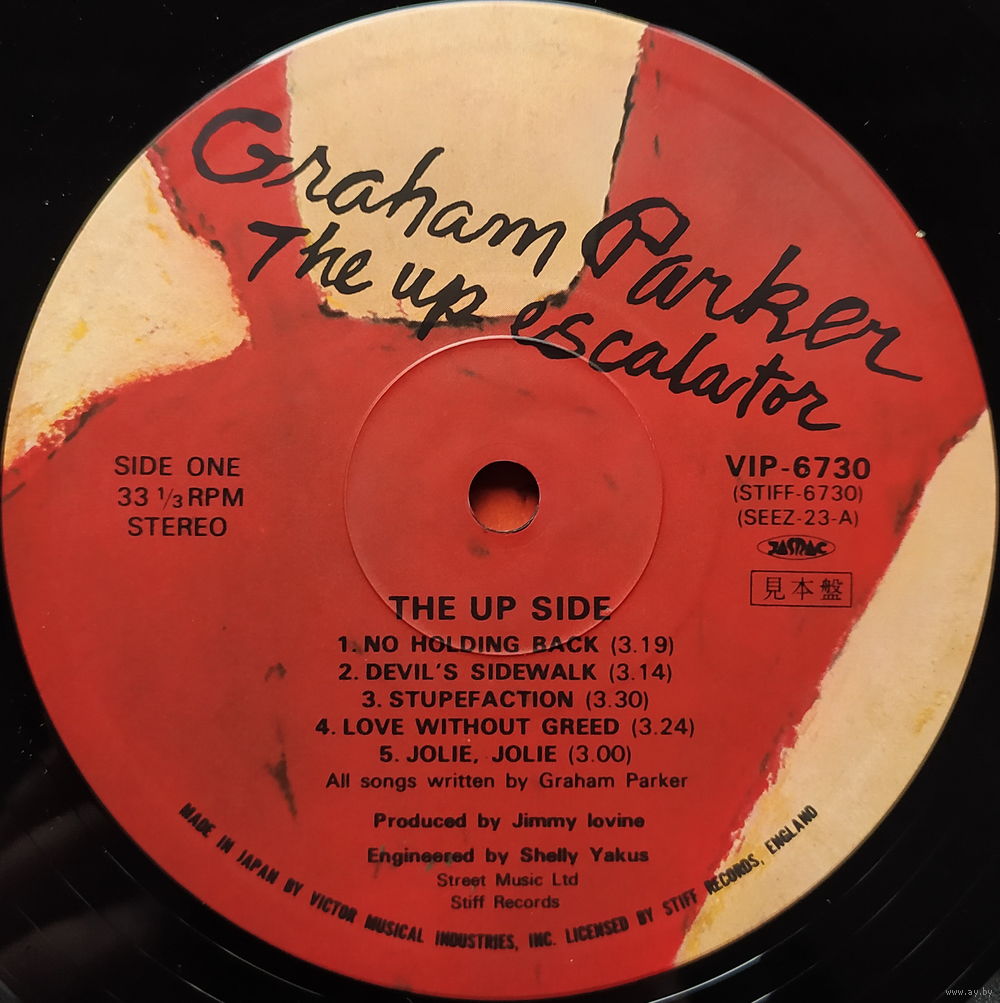 Graham Parker
The up escalator
SIDE ONE
33 1/3 RPM
STEREO
VIP-6730
(STIFF-6730)
(SEEZ-23-A)
JASRAC
見本盤
THE UP SIDE
1. NO HOLDING BACK (3.19)
2. DEVIL'S SIDEWALK (3.14)
3. STUPEFACTION (3.30)
4. LOVE WITHOUT GREED (3.24)
5. JOLIE, JOLIE (3.00)
All songs written by Graham Parker
Produced by Jimmy Iovine
Engineered by Shelly Yakus
Street Music Ltd
Stiff Records
MADE IN JAPAN BY VICTOR MUSICAL INDUSTRIES, INC. LICENSED BY STIFF RECORDS, ENGLAND
www.ay.by